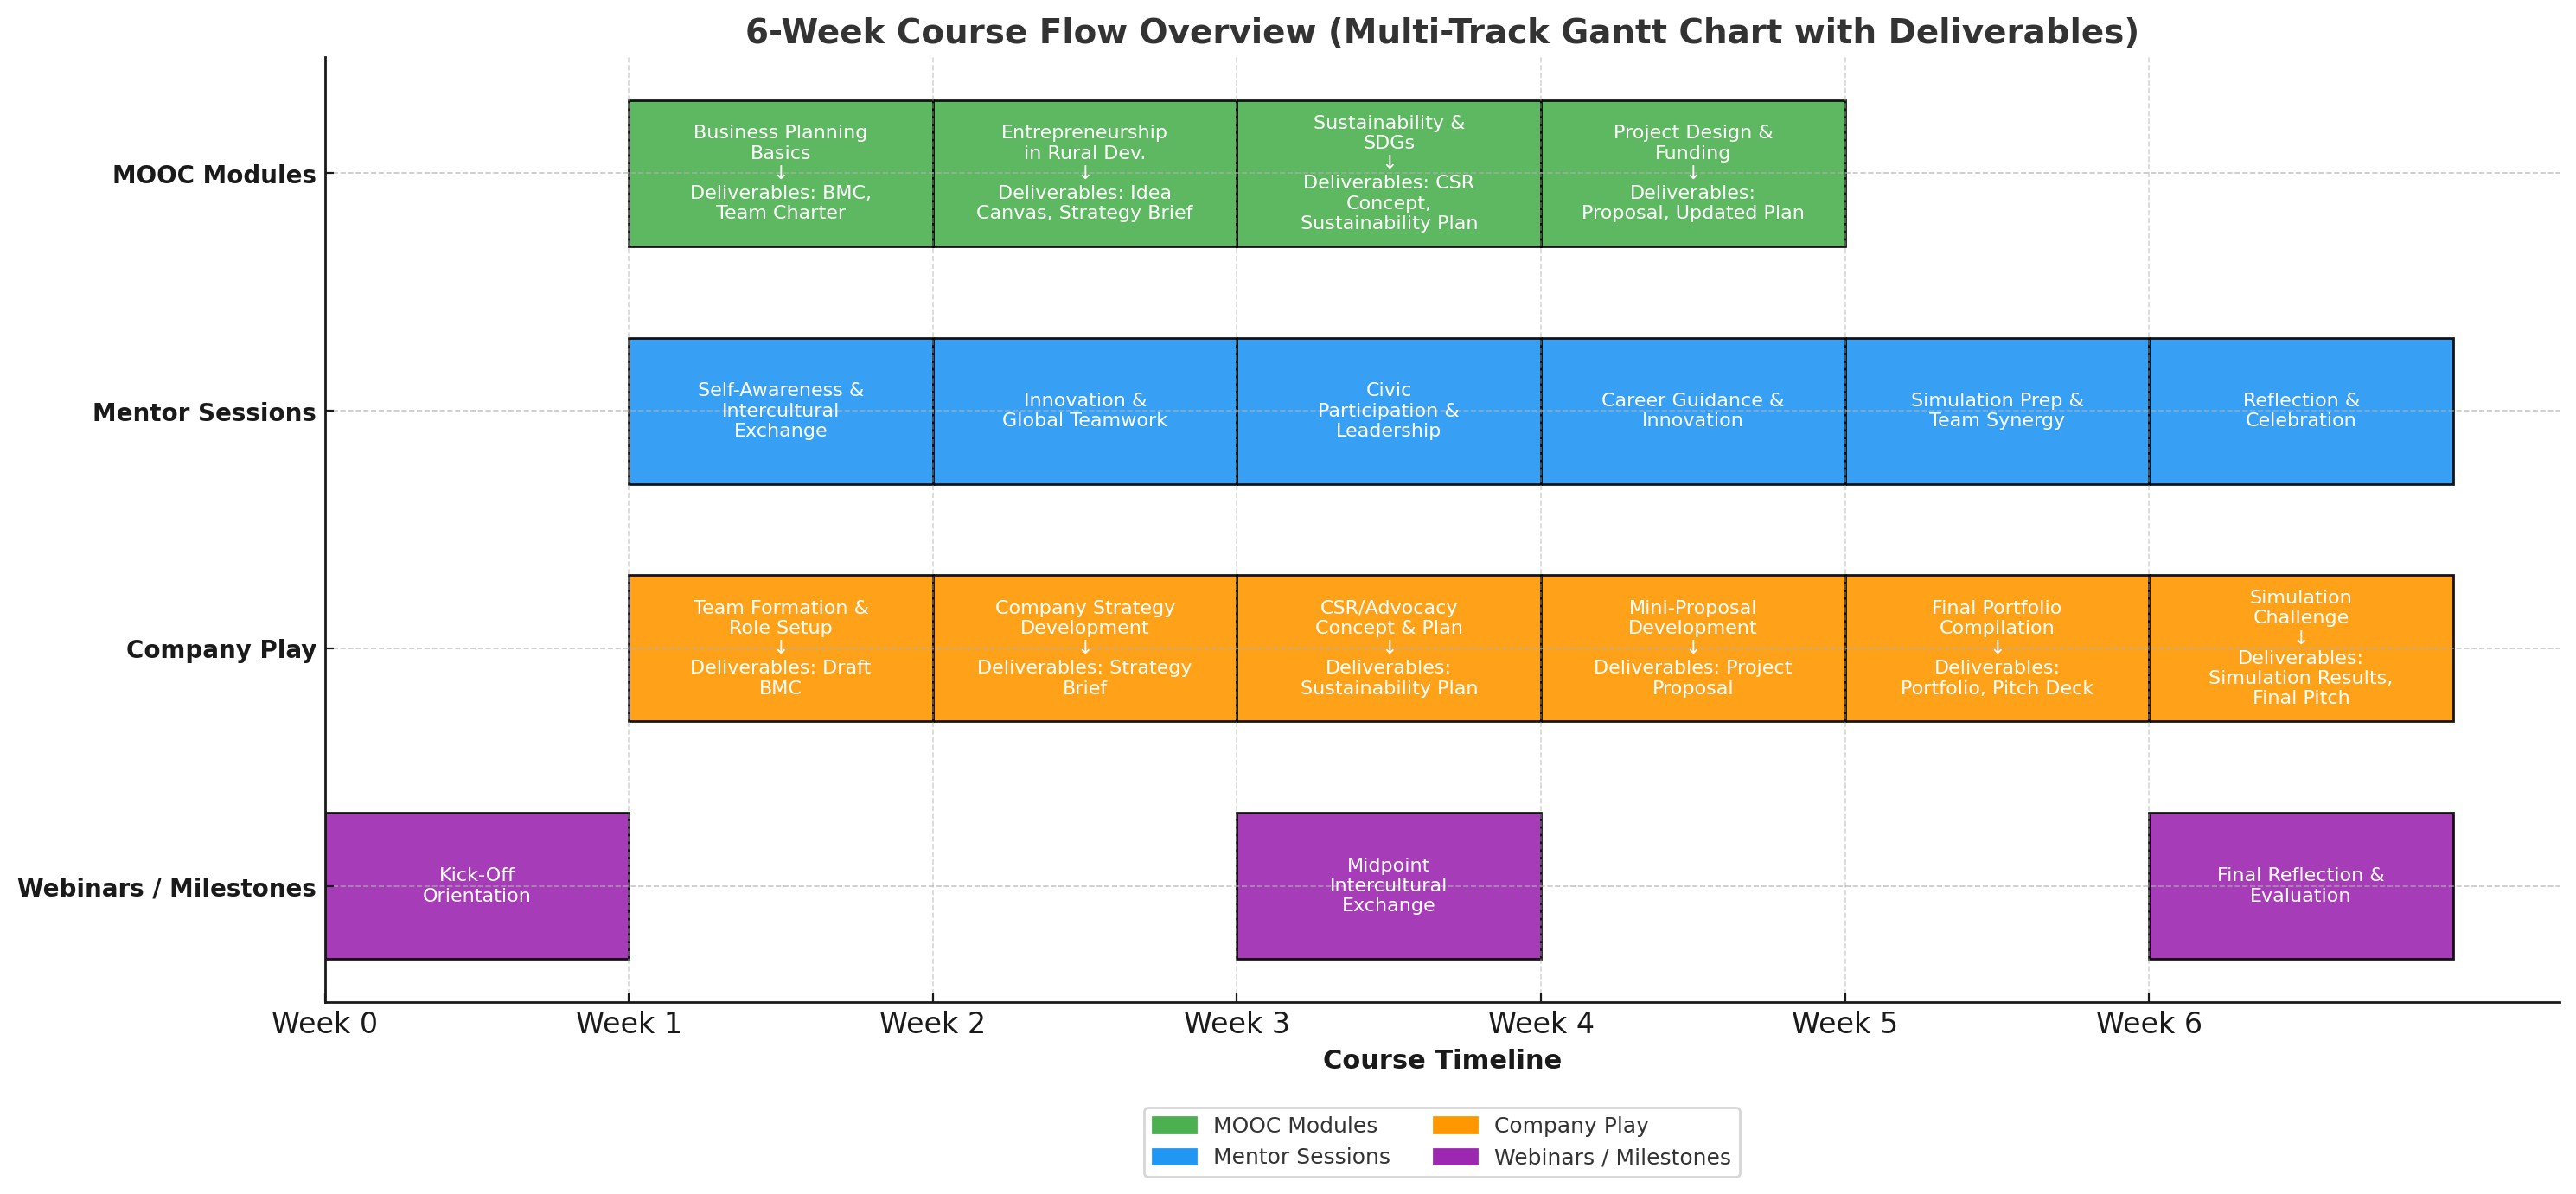 6-Week Course Flow Overview (Multi-Track Gantt Chart with Deliverables)
MOOC Modules
Business Planning
Basics
↓
Deliverables: BMC,
Team Charter
Entrepreneurship
in Rural Dev.
↓
Deliverables: Idea
Canvas, Strategy Brief
Sustainability &
SDGs
↓
Deliverables: CSR
Concept,
Sustainability Plan
Project Design &
Funding
↓
Deliverables:
Proposal, Updated Plan
Mentor Sessions
Self-Awareness &
Intercultural
Exchange
Innovation &
Global Teamwork
Civic
Participation &
Leadership
Career Guidance &
Innovation
Simulation Prep &
Team Synergy
Reflection &
Celebration
Company Play
Team Formation &
Role Setup
↓
Deliverables: Draft
BMC
Company Strategy
Development
↓
Deliverables: Strategy
Brief
CSR/Advocacy
Concept & Plan
↓
Deliverables:
Sustainability Plan
Mini-Proposal
Development
↓
Deliverables: Project
Proposal
Final Portfolio
Compilation
↓
Deliverables:
Portfolio, Pitch Deck
Simulation
Challenge
↓
Deliverables:
Simulation Results,
Final Pitch
Webinars / Milestones
Kick-Off
Orientation
Midpoint
Intercultural
Exchange
Final Reflection &
Evaluation
Week 0
Week 1
Week 2
Week 3
Week 4
Week 5
Week 6
Course Timeline
MOOC Modules
Mentor Sessions
Company Play
Webinars / Milestones